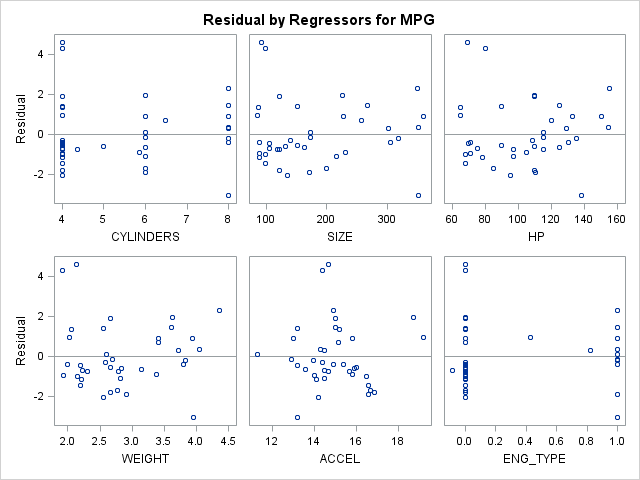 Residual by Regressors for MPG
Residual
4
2
0
-2
4 5 6 7 8
100 200 300
60 80 100 120 140 160
CYLINDERS
SIZE
HP
Residual
4
2
0
-2
2.0 2.5 3.0 3.5 4.0 4.5
12 14 16 18
0.0 0.2 0.4 0.6 0.8 1.0
WEIGHT
ACCEL
ENG_TYPE